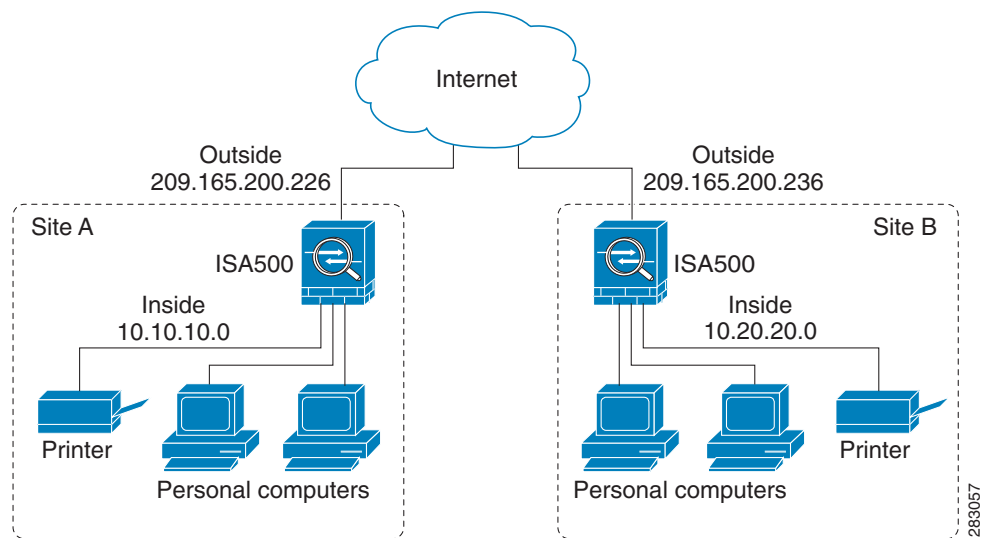 Internet
Outside
209.165.200.226
Outside
209.165.200.236
Site A
Site B
ISA500
ISA500
Inside
10.10.10.0
Inside
10.20.20.0
Printer
Personal computers
Personal computers
Printer
283057